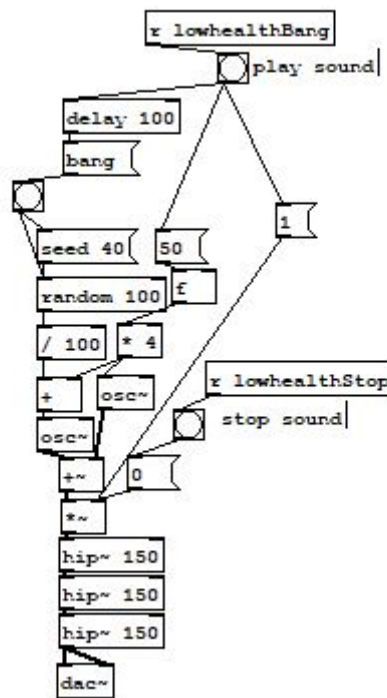 r lowhealthBang
play sound
delay 100
bang
1
seed 40
50
random 100
f
/ 100
* 4
+
osc~
r lowhealthStop
osc~
stop sound
+~
0
*~
hip~ 150
hip~ 150
hip~ 150
dac~